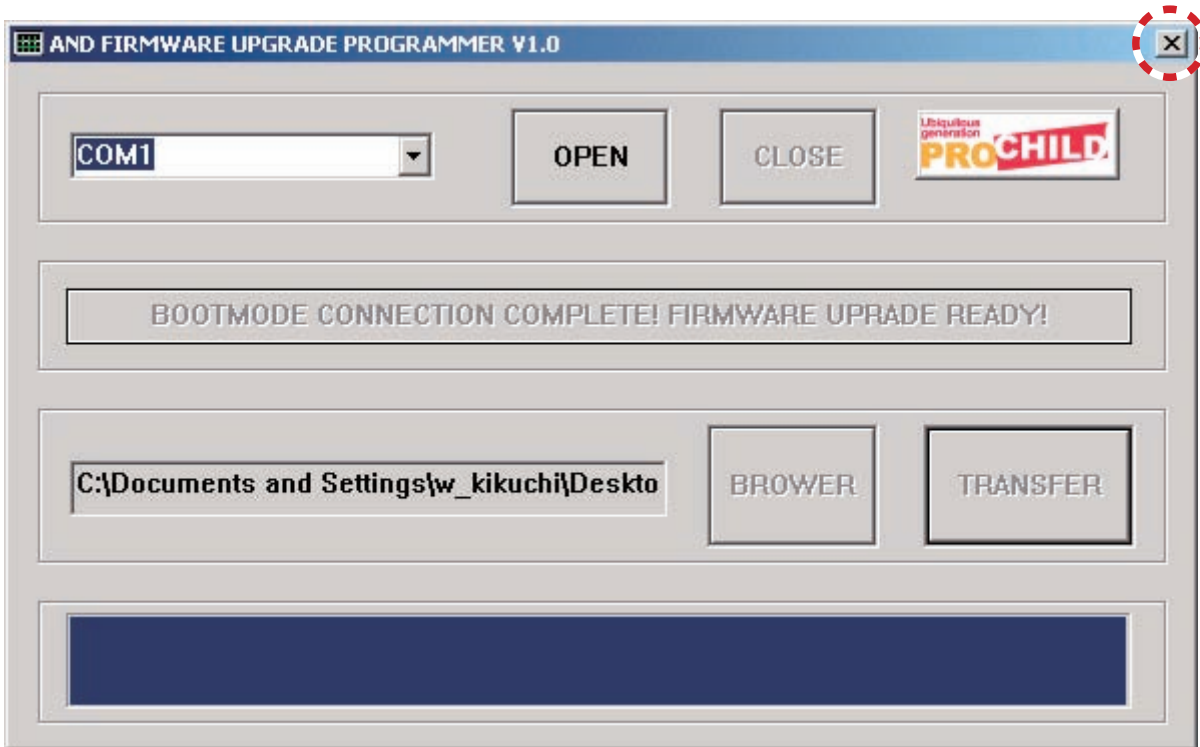 AND FIRMWARE UPGRADE PROGRAMMER V1.0
COM1
OPEN
CLOSE
Ubiquitous
generation
PROCHILD
BOOTMODE CONNECTION COMPLETE! FIRMWARE UPRADE READY!
C:\Documents and Settings\w_kikuchi\Deskto
BROWER
TRANSFER